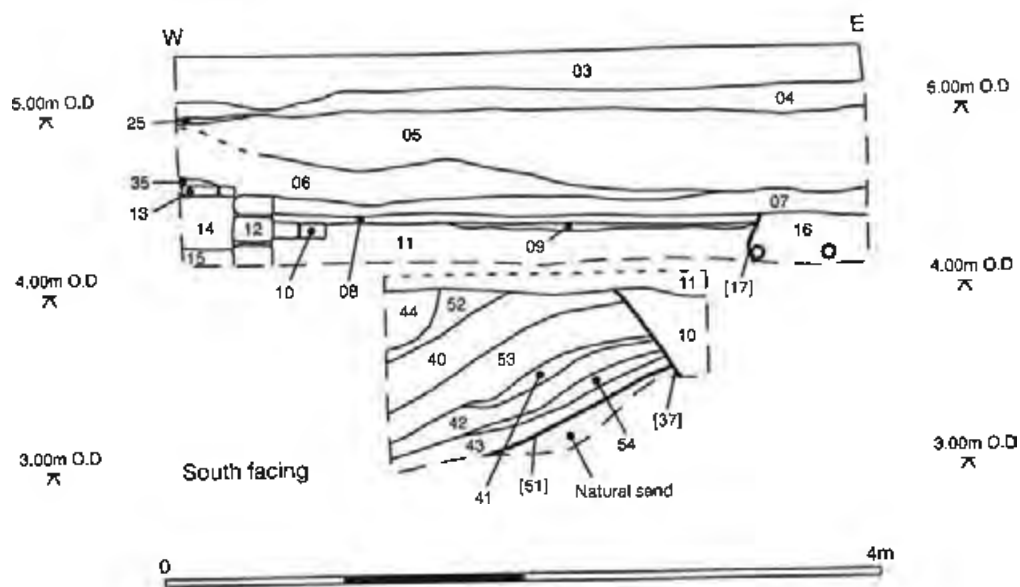 W E
03
5.00m O.D 5.00m O.D
04
25
05
35 06
13 07
14 12 16
11 09
15
10 08 [17]
4.00m O.D 4.00m O.D
11
44 52
10
40 53
42
43 [37]
3.00m O.D 54 3.00m O.D
South facing 41 [51] Natural sand
0 4m